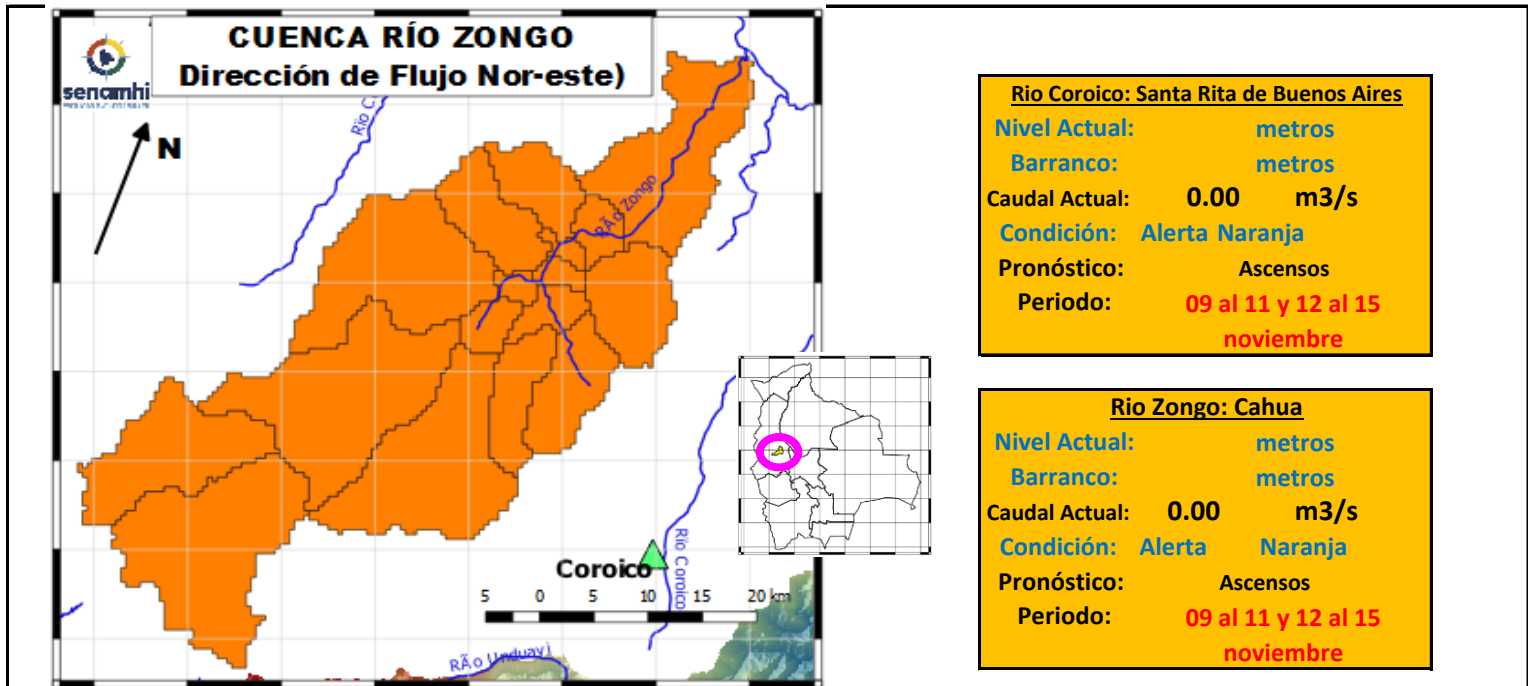 CUENCA RÍO ZONGO
Dirección de Flujo Nor-este)
senamhi
N
Río C
RÃo Zongo
Río Coroico
Coroico
5 0 5 10 15 20 km
RÃo Unduavi
Rio Coroico: Santa Rita de Buenos Aires
Nivel Actual: metros
Barranco: metros
Caudal Actual: 0.00 m3/s
Condición: Alerta Naranja
Pronóstico: Ascensos
Periodo: 09 al 11 y 12 al 15
noviembre
Rio Zongo: Cahua
Nivel Actual: metros
Barranco: metros
Caudal Actual: 0.00 m3/s
Condición: Alerta Naranja
Pronóstico: Ascensos
Periodo: 09 al 11 y 12 al 15
noviembre